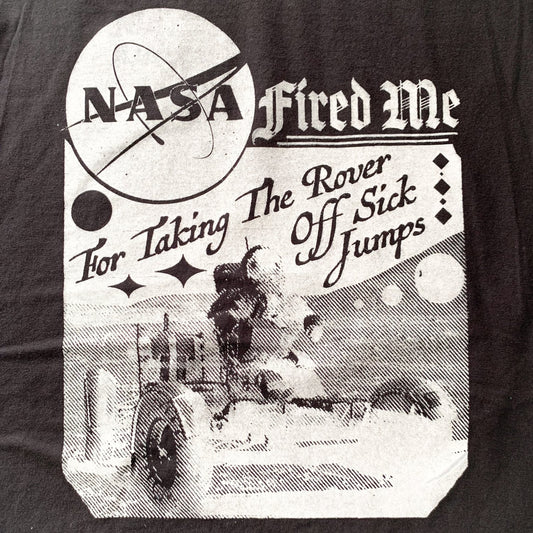 NASA Fired Me
For Taking The Rover
Off Sick
Jumps